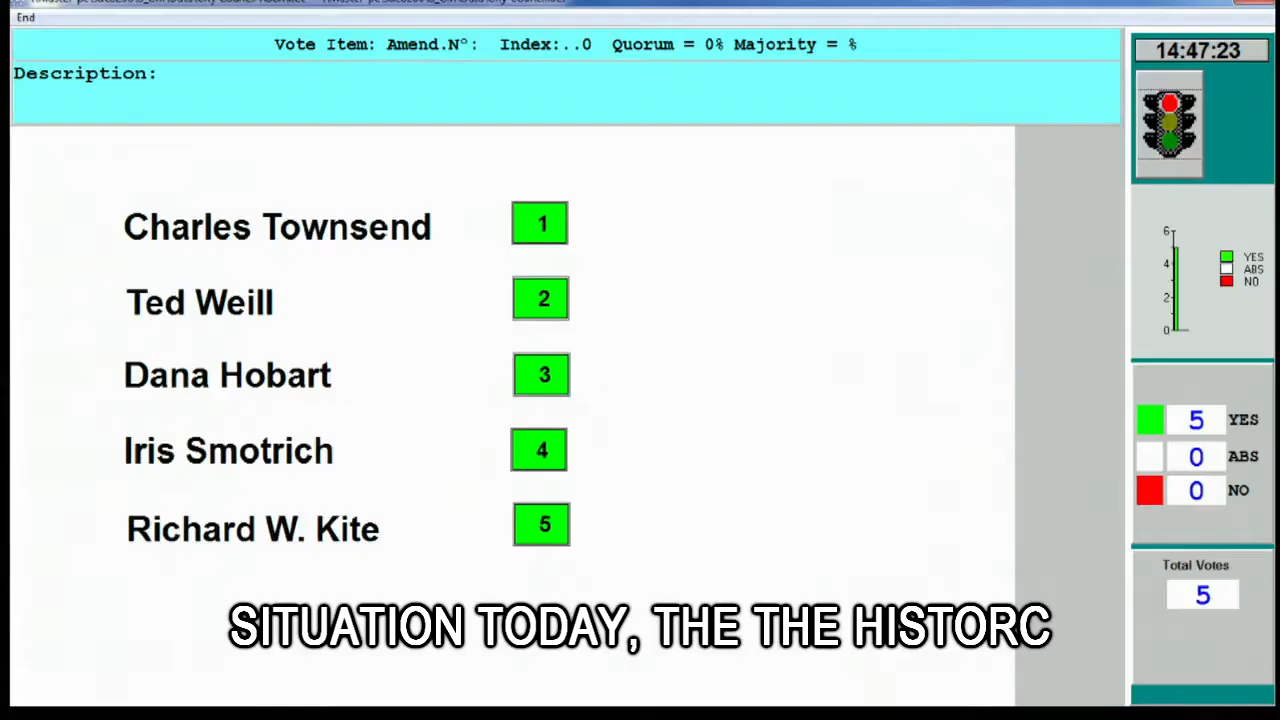 End
Vote Item: Amend.N°: Index:..0 Quorum = 0% Majority = %
Description:
14:47:23
Charles Townsend 1
Ted Weill 2
Dana Hobart 3
Iris Smotrich 4
Richard W. Kite 5
6
4
2
0
YES
ABS
NO
5 YES
0 ABS
0 NO
Total Votes
5
SITUATION TODAY, THE THE HISTORC